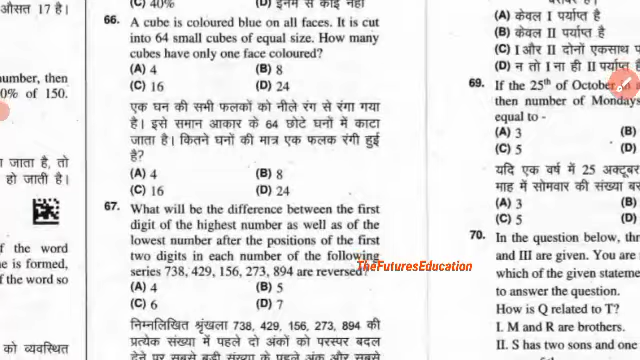 औसत 17 है।
number, then
0% of 150.
ा जाता है, तो
हो जाती है।
f the word
e is formed,
f the word so
को व्यवस्थित
(C) 40%
(D) इनमें से कोई नहीं
66. A cube is coloured blue on all faces. It is cut
into 64 small cubes of equal size. How many
cubes have only one face coloured?
(A) 4 (B) 8
(C) 16 (D) 24
एक घन की सभी फलकों को नीले रंग से रंगा गया
है। इसे समान आकार के 64 छोटे घनों में काटा
जाता है। कितने घनों की मात्र एक फलक रंगी हुई
है?
(A) 4 (B) 8
(C) 16 (D) 24
67. What will be the difference between the first
digit of the highest number as well as of the
lowest number after the positions of the first
two digits in each number of the following
series 738, 429, 156, 273, 894 are reversed?
(A) 4 (B) 5
(C) 6 (D) 7
निम्नलिखित श्रृंखला 738, 429, 156, 273, 894 की
प्रत्येक संख्या में पहले दो अंकों को परस्पर बदल
देने पर सबसे बड़ी संख्या के पहले अंक और सबसे
TheFuturesEducation
(A) केवल I पर्याप्त है
(B) केवल II पर्याप्त है
(C) I और II दोनों एकसाथ प
(D) न तो I ना ही II पर्याप्त है
69. If the 25th of October
then number of Mondays
equal to -
(A) 3 (B)
(C) 5 (D)
यदि एक वर्ष में 25 अक्टूबर
माह में सोमवार की संख्या बर
(A) 3 (B)
(C) 5 (D)
70. In the question below, thr
and III are given. You are
which of the given stateme
to answer the question.
How is Q related to T?
I. M and R are brothers.
II. S has two sons and one